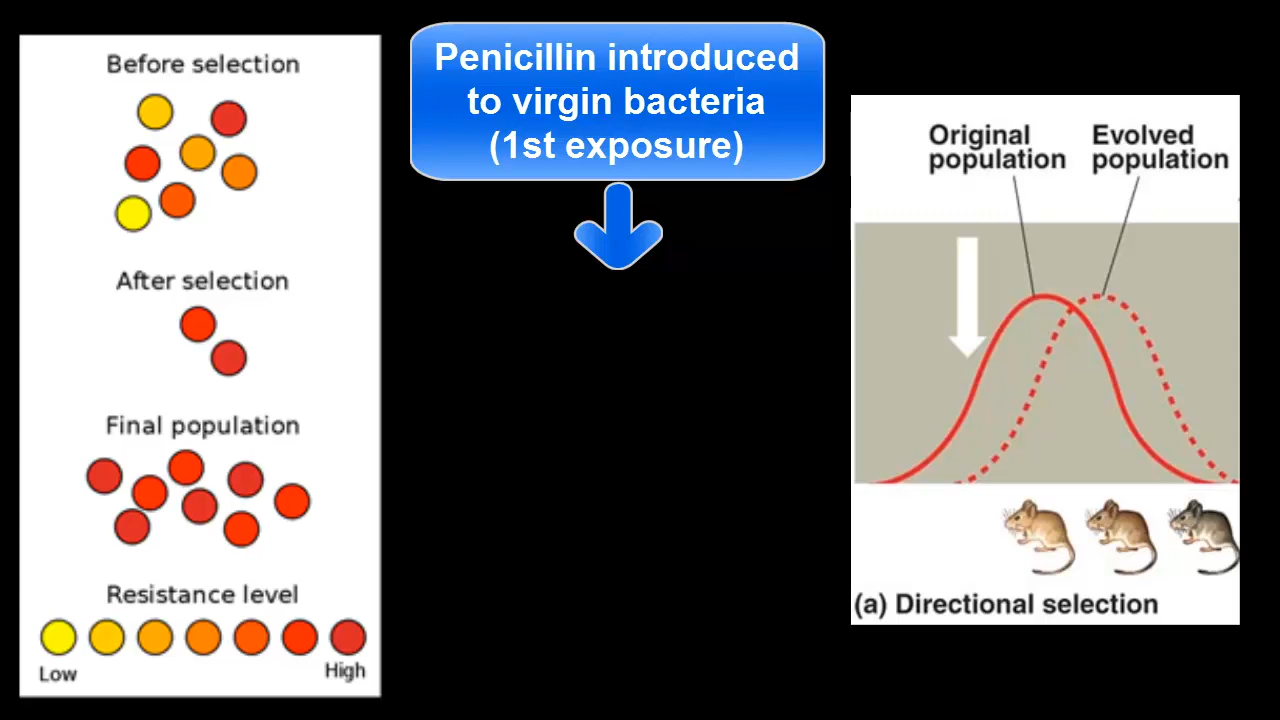 Before selection
After selection
Final population
Resistance level
Low
High
Penicillin introduced
to virgin bacteria
(1st exposure)
Original
population
Evolved
population
(a) Directional selection